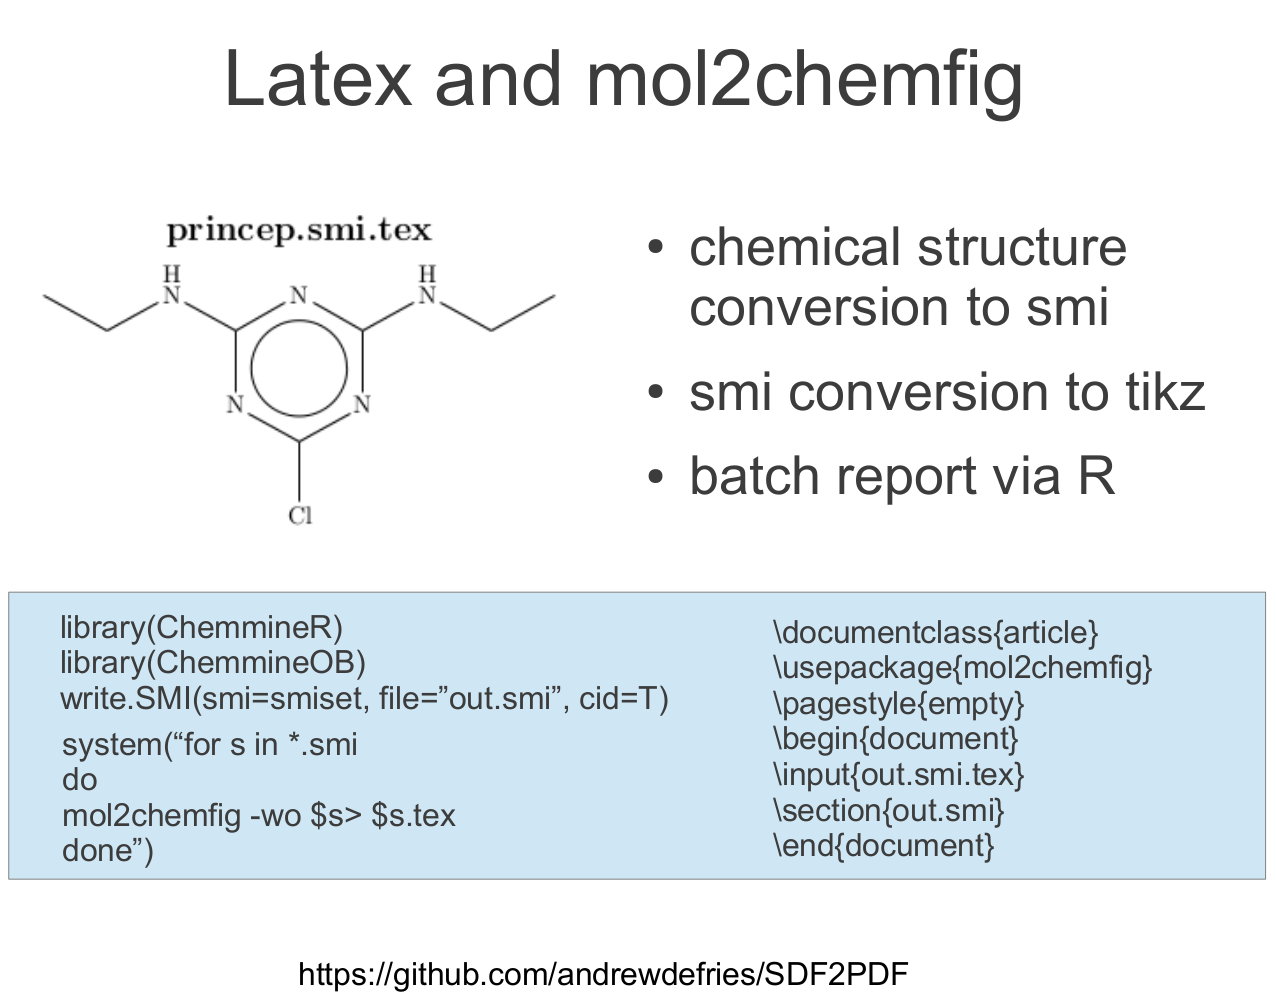 Latex and mol2chemfig
princep.smi.tex
H
N
N
H
N
N
N
Cl
• chemical structure
conversion to smi
• smi conversion to tikz
• batch report via R
library(ChemmineR)
library(ChemmineOB)
write.SMI(smi=smiset, file=”out.smi”, cid=T)
system(“for s in *.smi
do
mol2chemfig -wo $s> $s.tex
done”)
\documentclass{article}
\usepackage{mol2chemfig}
\pagestyle{empty}
\begin{document}
\input{out.smi.tex}
\section{out.smi}
\end{document}
https://github.com/andrewdefries/SDF2PDF